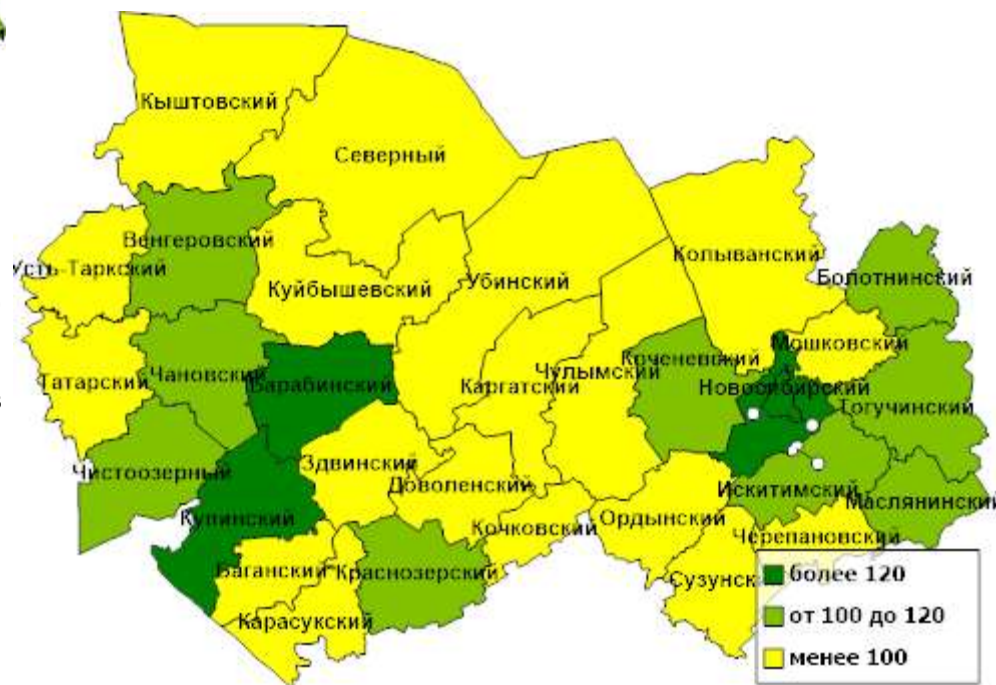 Кыштовский
Северный
Венгеровский
Усть-Таркский
Куйбышевский
Убинский
Колыванский
Болотнинский
Татарский
Чановский
Барабинский
Каргатский
Чулымский
Коченевский
Мошковский
Новосибирский
Тогучинский
Чистоозерный
Здвинский
Доволенский
Купинский
Кочковский
Ордынский
Искитимский
Маслянинский
Черепановский
Баганский
Краснозерский
Сузунск
Карасукский
более 120
от 100 до 120
менее 100